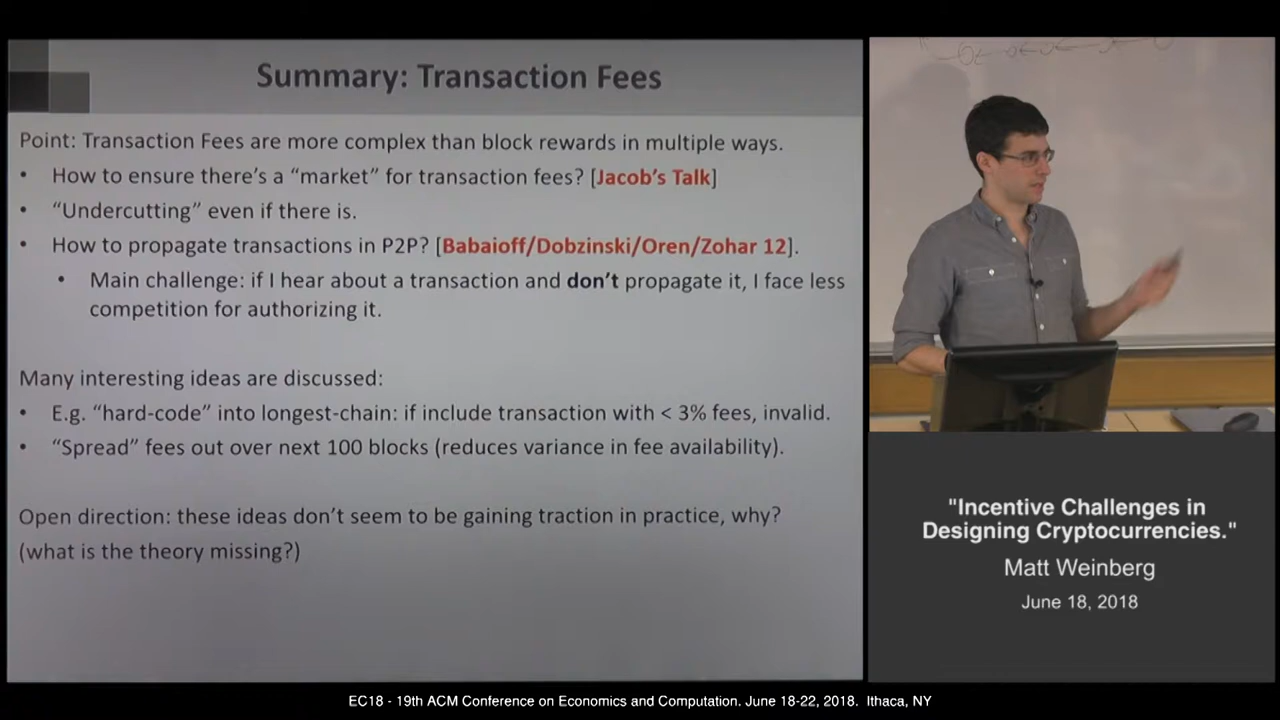 Summary: Transaction Fees
Point: Transaction Fees are more complex than block rewards in multiple ways.
• How to ensure there's a “market” for transaction fees? [Jacob's Talk]
• “Undercutting” even if there is.
• How to propagate transactions in P2P? [Babaioff/Dobzinski/Oren/Zohar 12].
• Main challenge: if I hear about a transaction and don't propagate it, I face less
competition for authorizing it.
Many interesting ideas are discussed:
• E.g. “hard-code” into longest-chain: if include transaction with < 3% fees, invalid.
• “Spread” fees out over next 100 blocks (reduces variance in fee availability).
Open direction: these ideas don't seem to be gaining traction in practice, why?
(what is the theory missing?)
"Incentive Challenges in
Designing Cryptocurrencies."
Matt Weinberg
June 18, 2018
EC18 - 19th ACM Conference on Economics and Computation. June 18-22, 2018. Ithaca, NY